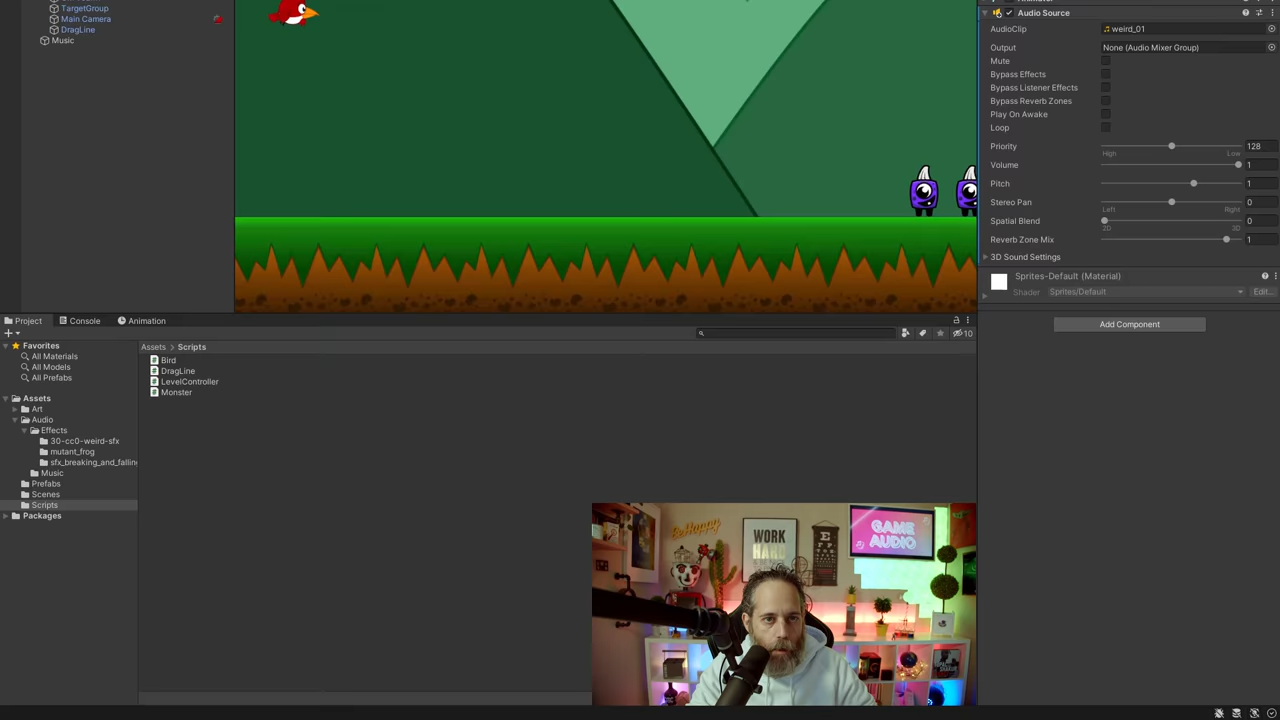 TargetGroup
Main Camera
DragLine
Music
Audio Source
AudioClip
weird_01
Output
None (Audio Mixer Group)
Mute
Bypass Effects
Bypass Listener Effects
Bypass Reverb Zones
Play On Awake
Loop
Priority
128
High
Low
Volume
1
Pitch
1
Stereo Pan
0
Left
Right
Spatial Blend
0
2D
3D
Reverb Zone Mix
1
3D Sound Settings
Sprites-Default (Material)
Shader
Sprites/Default
Edit...
Add Component
Project
Console
Animation
10
Favorites
All Materials
All Models
All Prefabs
Assets
Art
Audio
Effects
30-cc0-weird-sfx
mutant_frog
sfx_breaking_and_falling
Music
Prefabs
Scenes
Scripts
Packages
Assets > Scripts
Bird
DragLine
LevelController
Monster
Be Happy
WORK
HARD
GAME
AUDIO